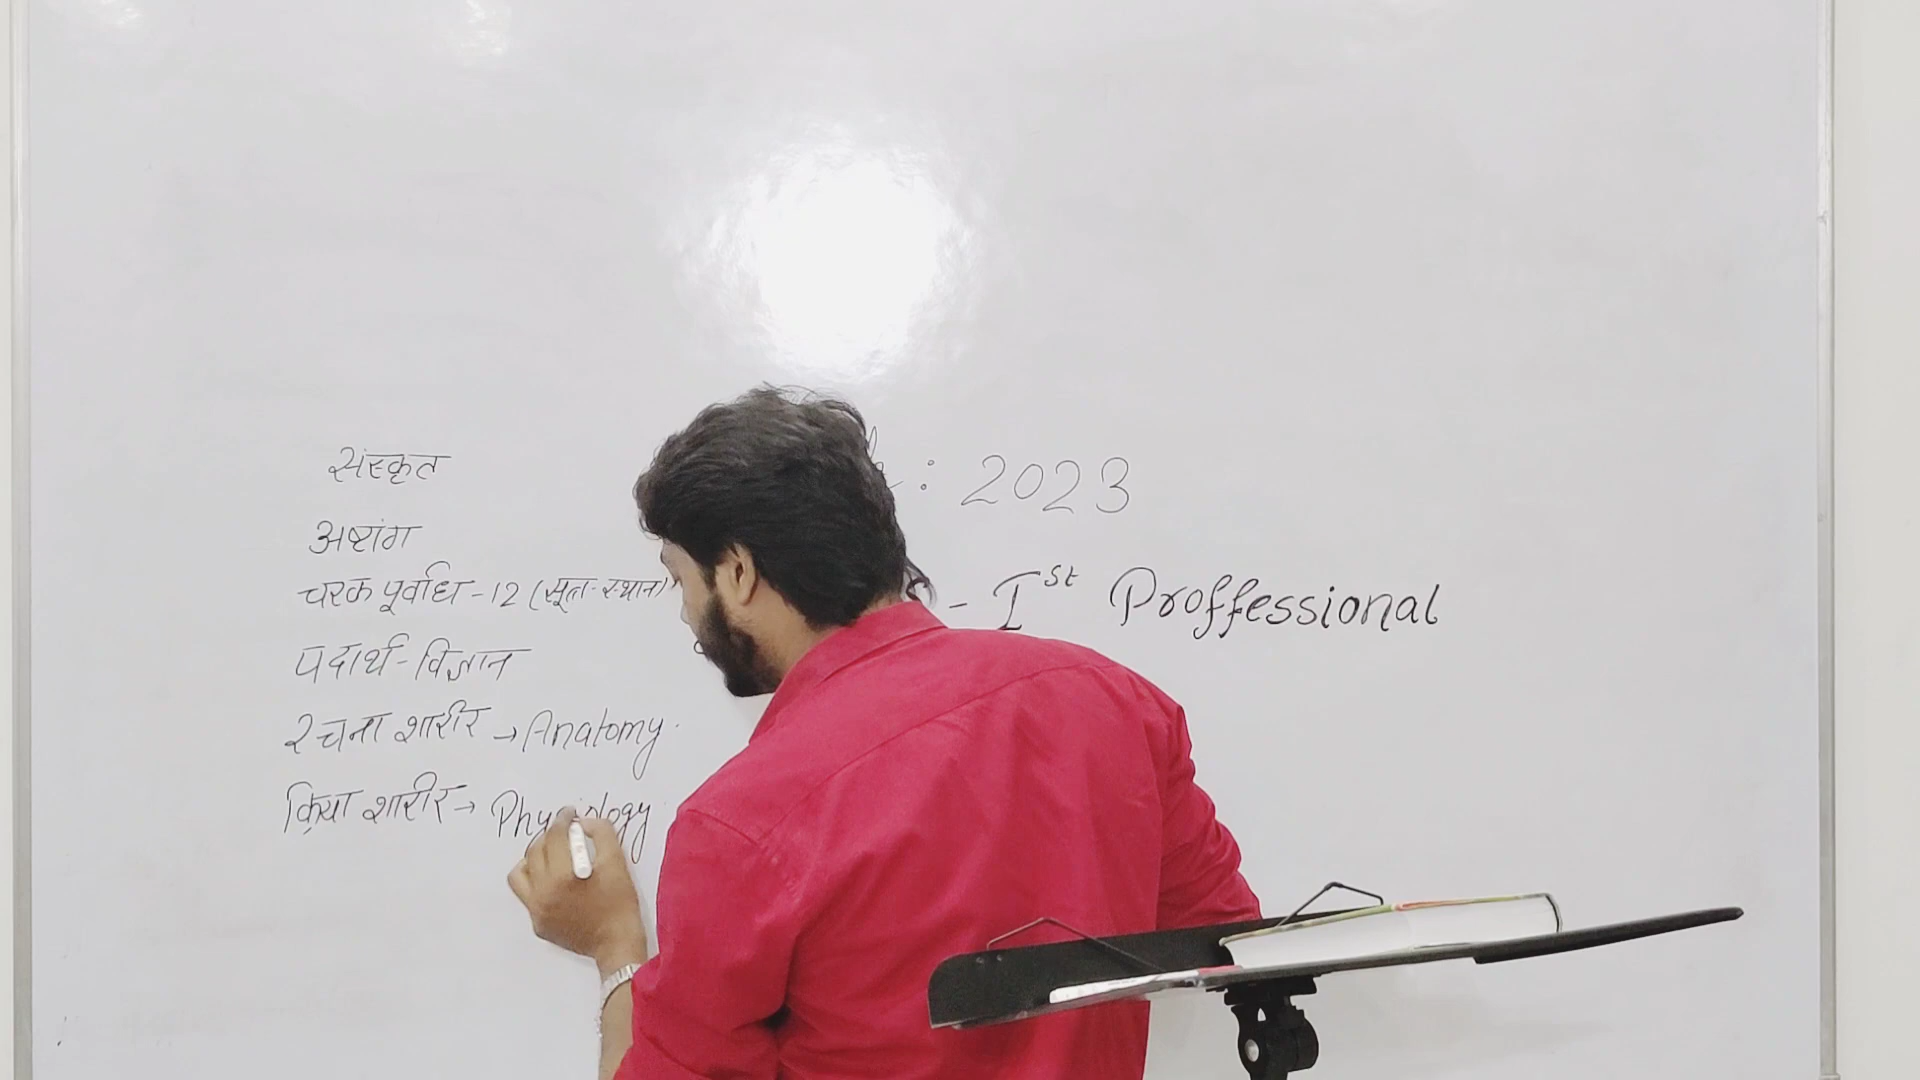 संस्कृत
अष्टांग
चरक पूर्वाध - 12 (सूत्र-स्थान)
पदार्थ-विज्ञान
रचना शारीर → Anatomy.
क्रिया शारीर → Physiology
: 2023
- Ist Proffessional